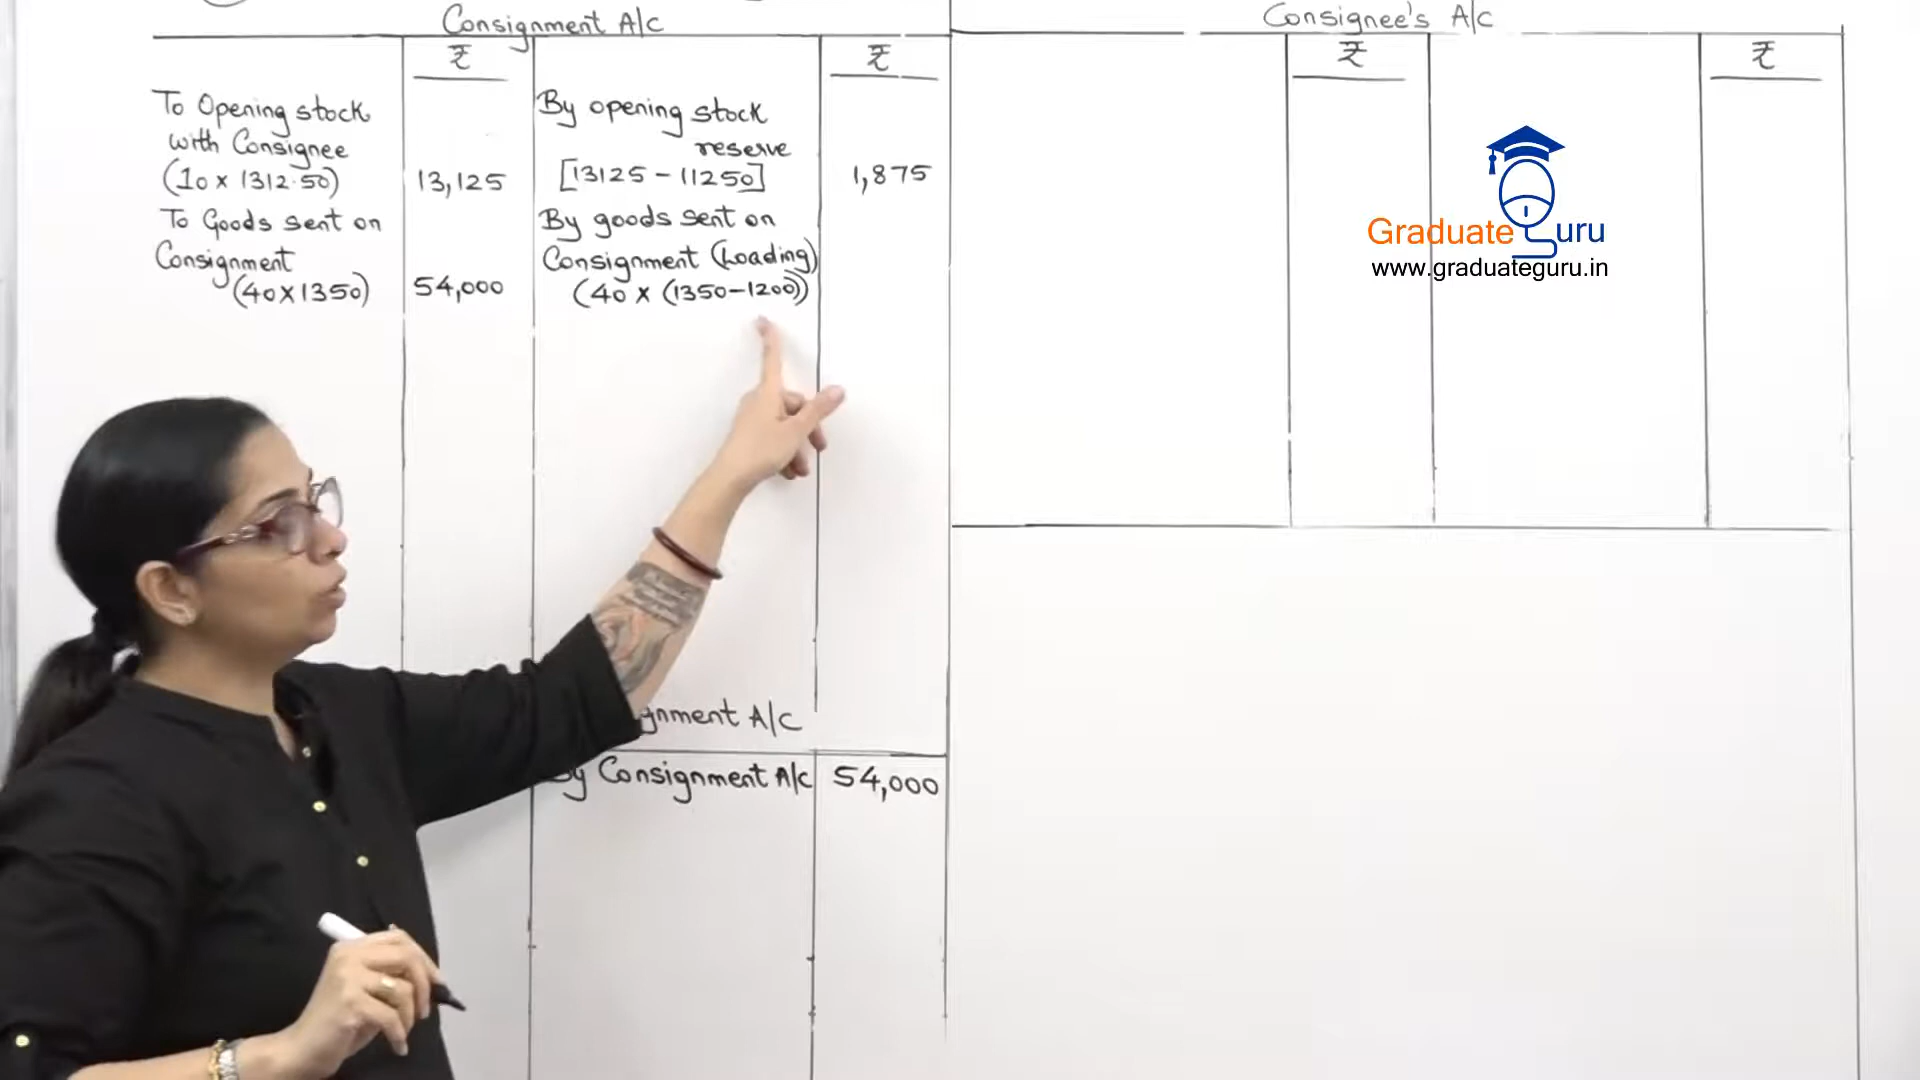 Consignment A/c
₹
₹
To Opening stock
with Consignee
(10 x 1312.50)
13,125
To Goods sent on
Consignment
(40x1350)
54,000
By opening stock
reserve
[13125 - 11250]
1,875
By goods sent on
Consignment (Loading)
(40 x (1350-1200))
gnment A/c
By Consignment A/c
54,000
Consignee's A/c
₹
₹
Graduate Guru
www.graduateguru.in